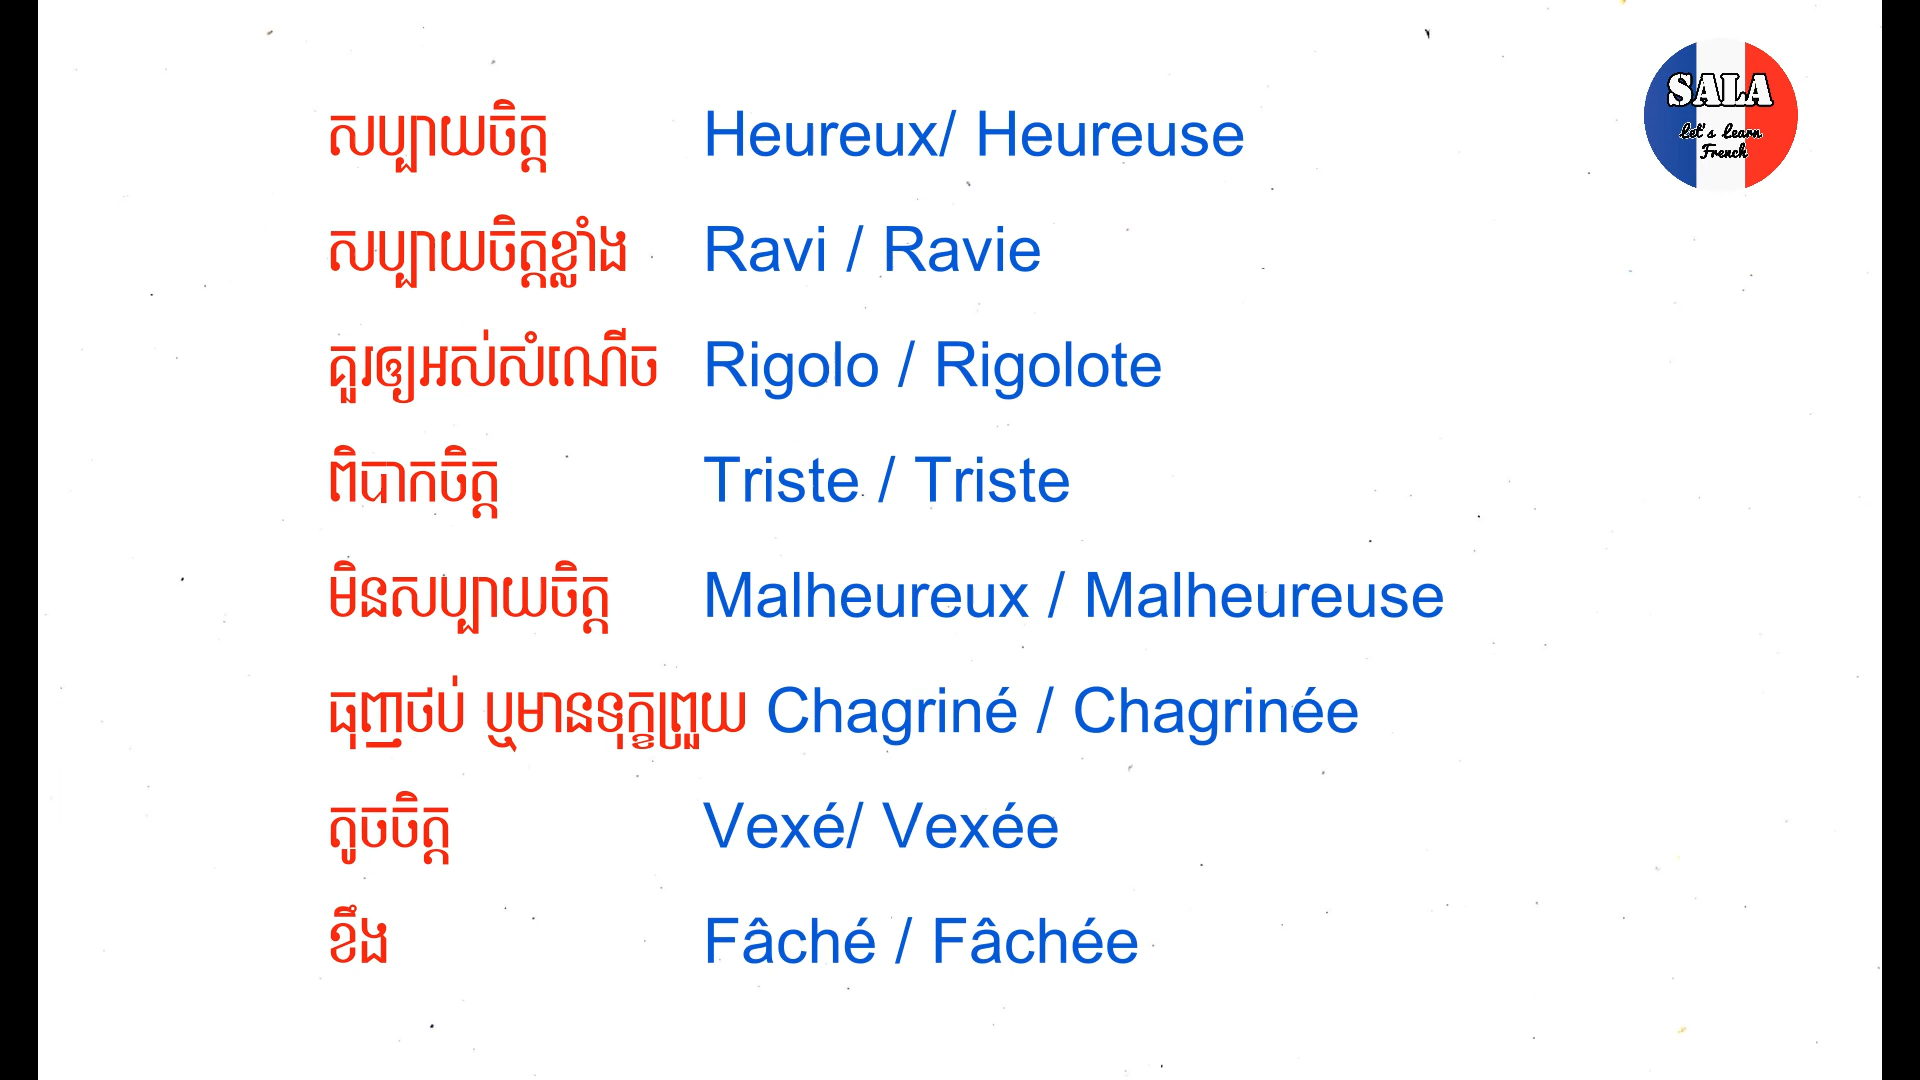 សប្បាយចិត្ត Heureux/ Heureuse
សប្បាយចិត្តខ្លាំង Ravi / Ravie
គួរឲ្យអស់សំណើច Rigolo / Rigolote
ពិបាកចិត្ត Triste / Triste
មិនសប្បាយចិត្ត Malheureux / Malheureuse
ធុញថប់ ឬមានទុក្ខព្រួយ Chagriné / Chagrinée
តូចចិត្ត Vexé/ Vexée
ខឹង Fâché / Fâchée
SALA
Let's Learn
French